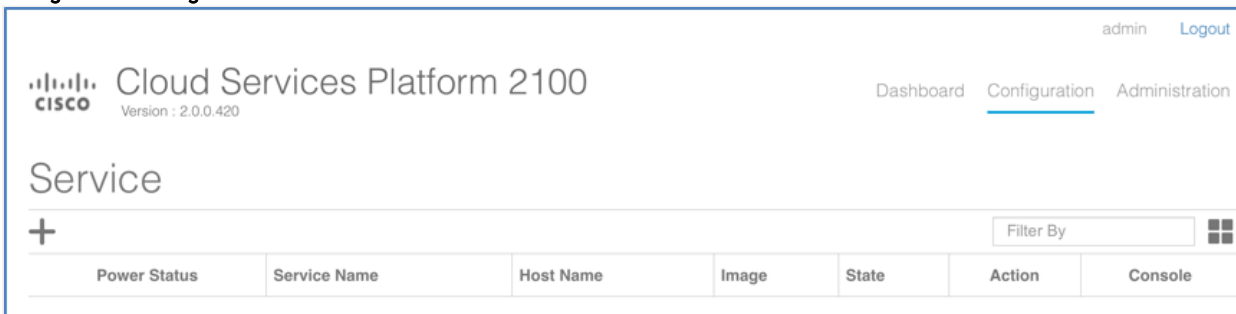 admin Logout
CISCO Cloud Services Platform 2100
Version : 2.0.0.420
Dashboard Configuration Administration
Service
Filter By
Power Status Service Name Host Name Image State Action Console